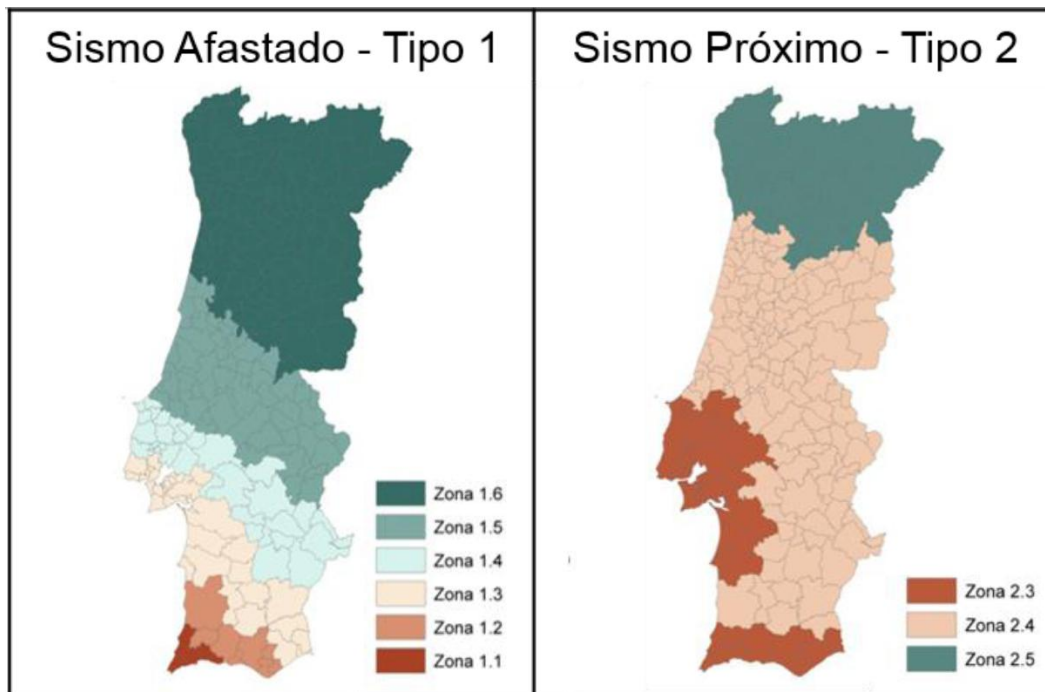 Sismo Afastado - Tipo 1
Zona 1.6
Zona 1.5
Zona 1.4
Zona 1.3
Zona 1.2
Zona 1.1
Sismo Próximo - Tipo 2
Zona 2.3
Zona 2.4
Zona 2.5